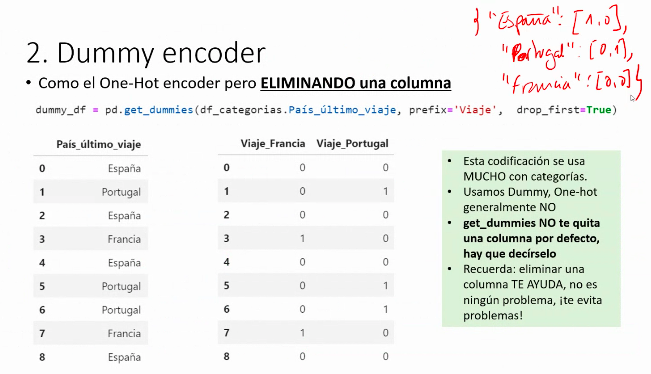 { "España": [1,0],
"Portugal": [0,1],
"Francia": [0,0] }
2. Dummy encoder
• Como el One-Hot encoder pero ELIMINANDO una columna
dummy_df = pd.get_dummies(df_categorias.País_último_viaje, prefix='Viaje', drop_first=True)
País_último_viaje
0 España
1 Portugal
2 España
3 Francia
4 España
5 Portugal
6 Portugal
7 Francia
8 España
Viaje_Francia Viaje_Portugal
0 0 0
1 0 1
2 0 0
3 1 0
4 0 0
5 0 1
6 0 1
7 1 0
8 0 0
• Esta codificación se usa
MUCHO con categorías.
• Usamos Dummy, One-hot
generalmente NO
• get_dummies NO te quita
una columna por defecto,
hay que decírselo
• Recuerda: eliminar una
columna TE AYUDA, no es
ningún problema, ¡te evita
problemas!